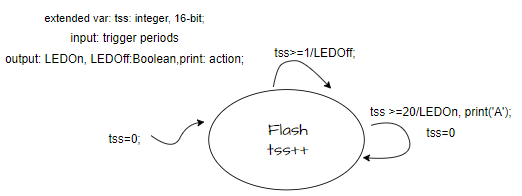 extended var: tss: integer, 16-bit;
input: trigger periods
output: LEDOn, LEDOff:Boolean,print: action;
tss>=1/LEDOff;
tss >=20/LEDOn, print('A');
tss=0
tss=0;
Flash
tss++